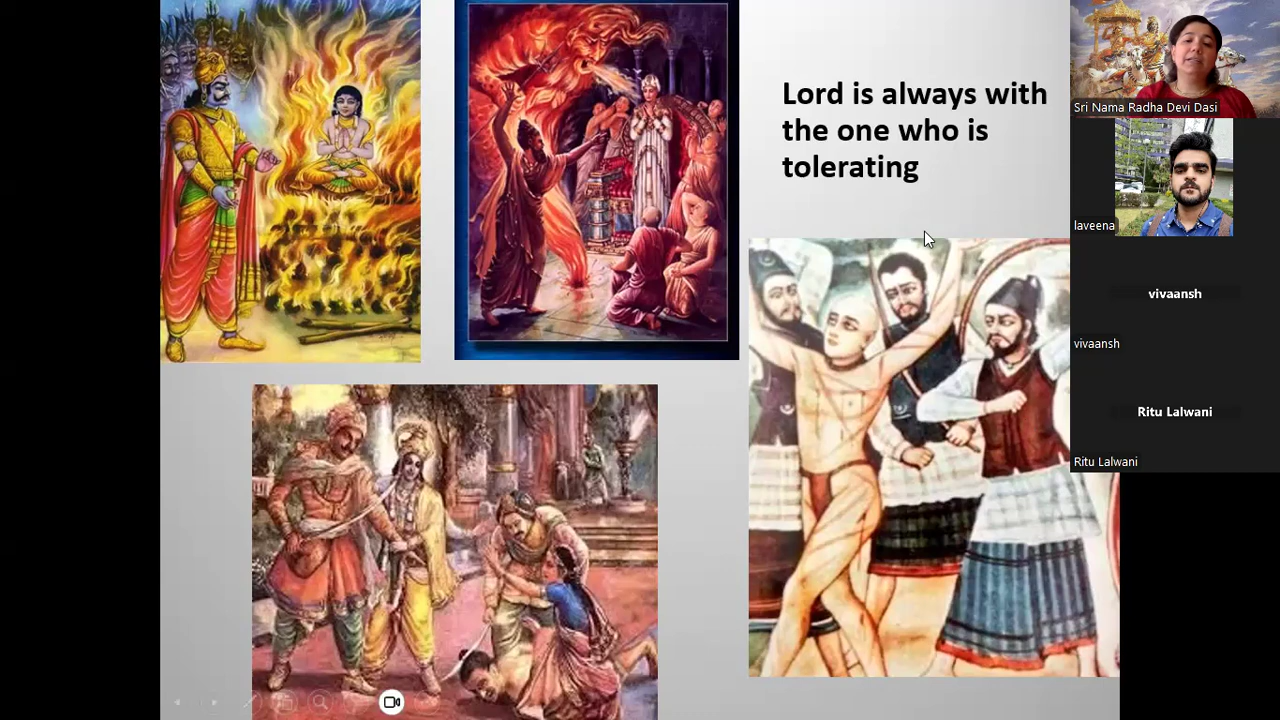 Lord is always with
the one who is
tolerating
Sri Nama Radha Devi Dasi
laveena
vivaansh
vivaansh
Ritu Lalwani
Ritu Lalwani